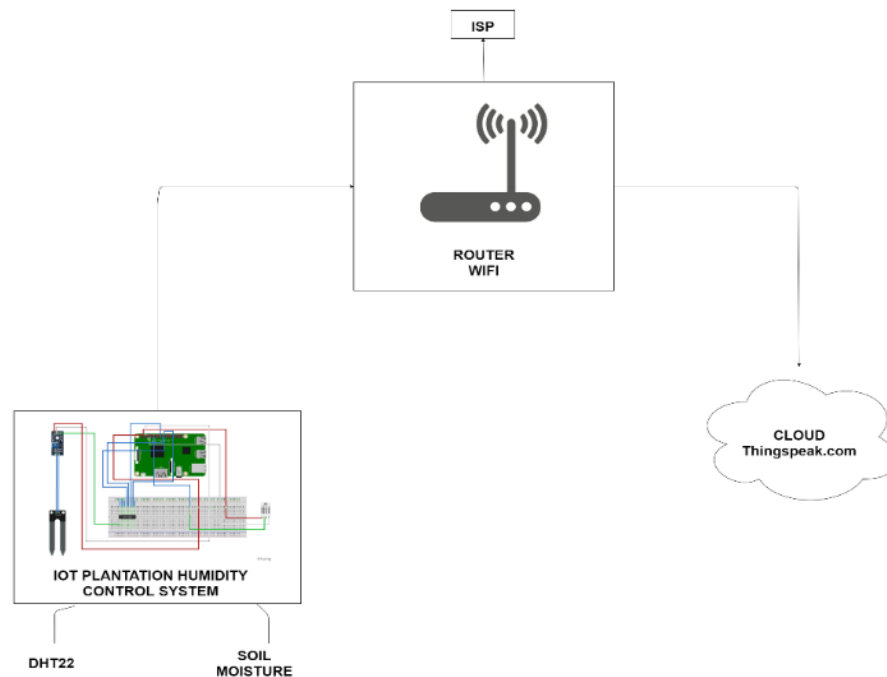 ISP
ROUTER
WIFI
CLOUD
Thingspeak.com
IOT PLANTATION HUMIDITY
CONTROL SYSTEM
DHT22
SOIL
MOISTURE